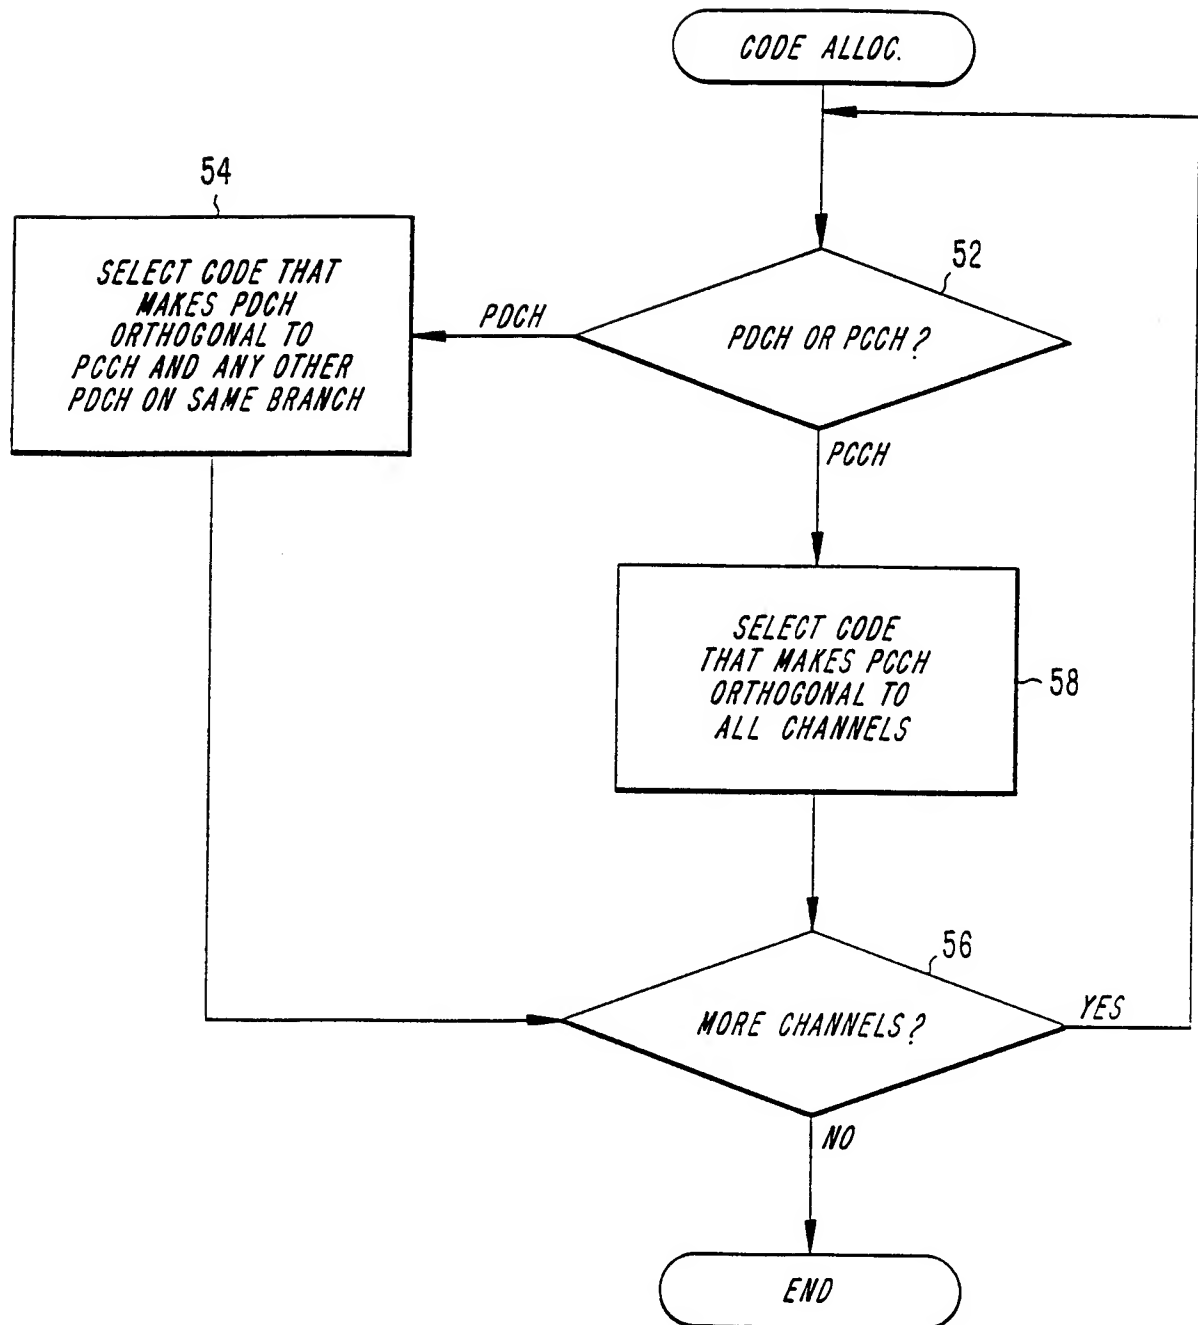 CODE ALLOC.
54
SELECT CODE THAT
MAKES PDCH
ORTHOGONAL TO
PCCH AND ANY OTHER
PDCH ON SAME BRANCH
PDCH
52
PDCH OR PCCH?
PCCH
SELECT CODE
THAT MAKES PCCH
ORTHOGONAL TO
ALL CHANNELS
58
56
MORE CHANNELS?
YES
NO
END